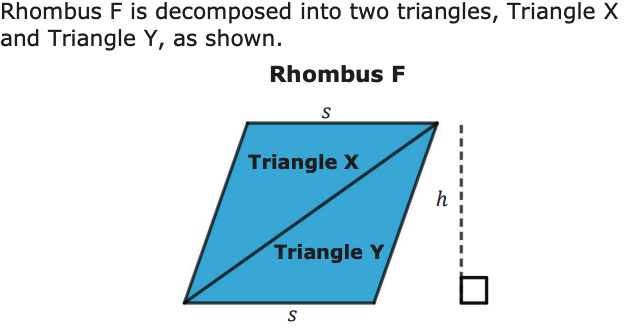 Rhombus F is decomposed into two triangles, Triangle X
and Triangle Y, as shown.
Rhombus F
s
Triangle X
h
Triangle Y
s